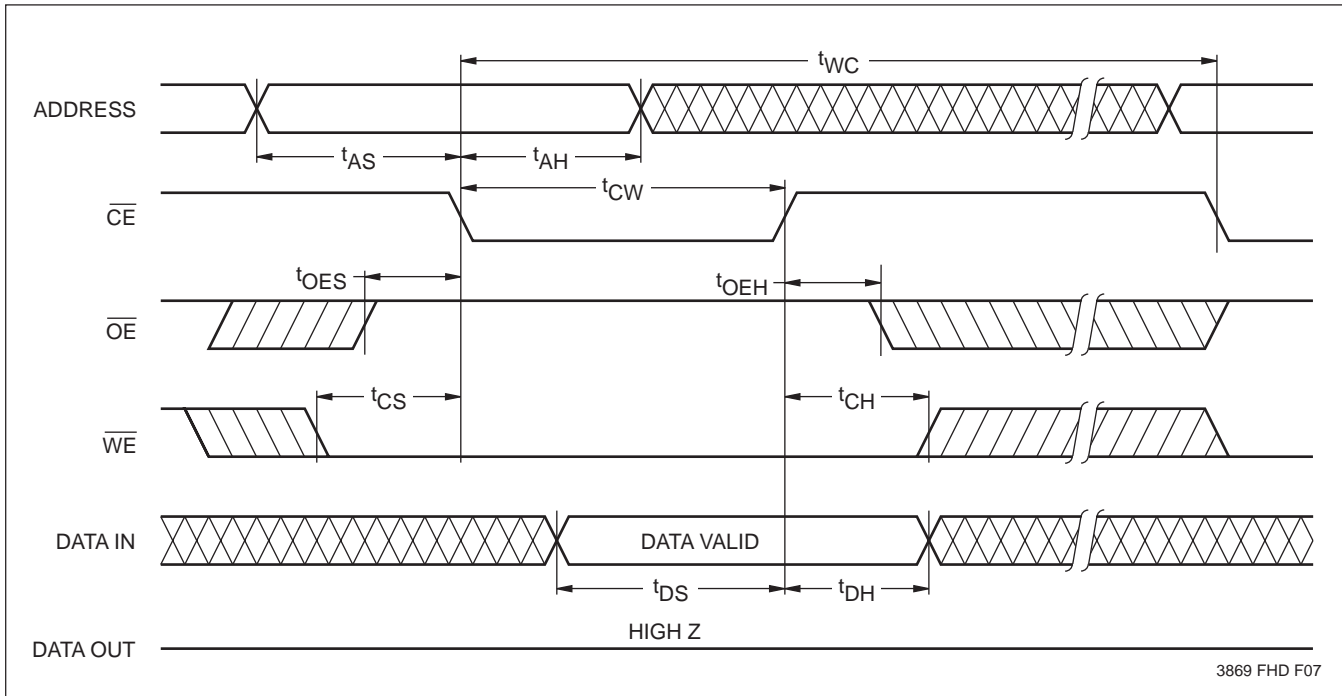 tWC
ADDRESS
tAS
tAH
tCW
CE
tOES
tOEH
OE
tCS
tCH
WE
DATA IN
DATA VALID
tDS
tDH
HIGH Z
DATA OUT
3869 FHD F07